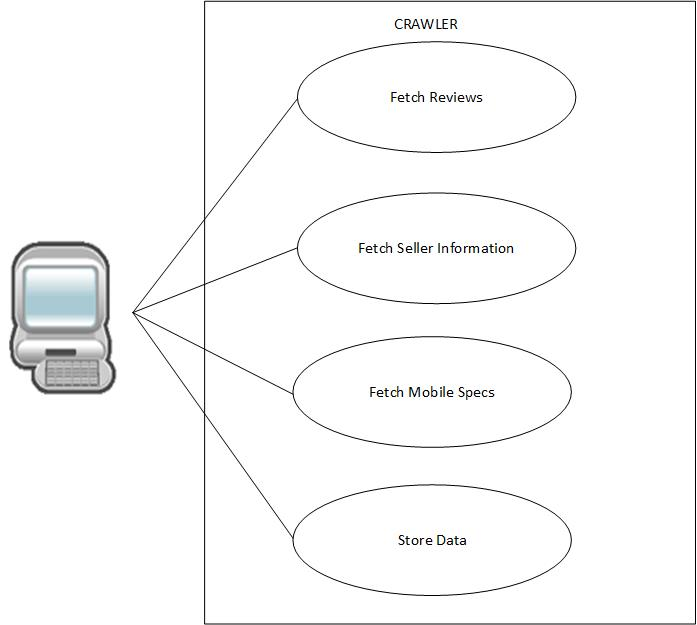 CRAWLER
Fetch Reviews
Fetch Seller Information
Fetch Mobile Specs
Store Data